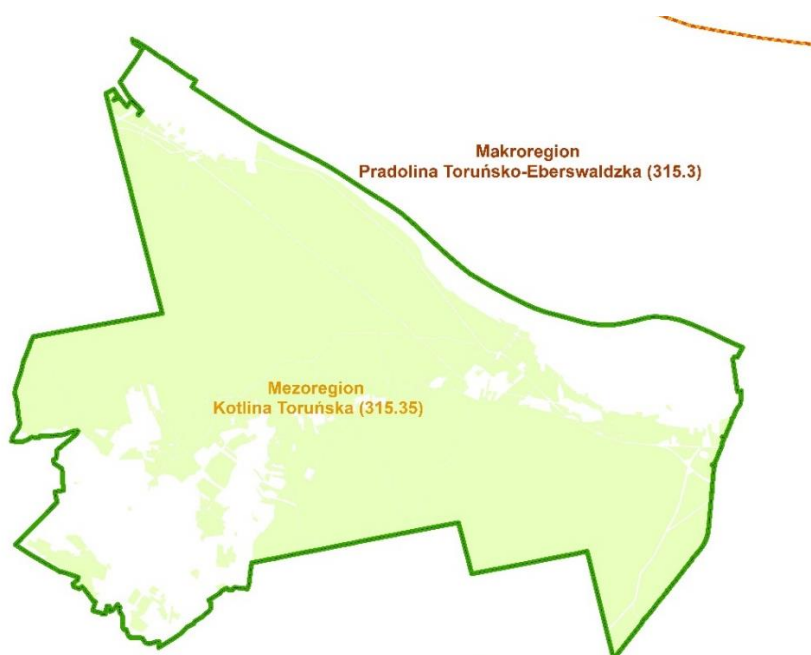 Makroregion
Pradolina Toruńsko-Eberswaldzka (315.3)
Mezoregion
Kotlina Toruńska (315.35)